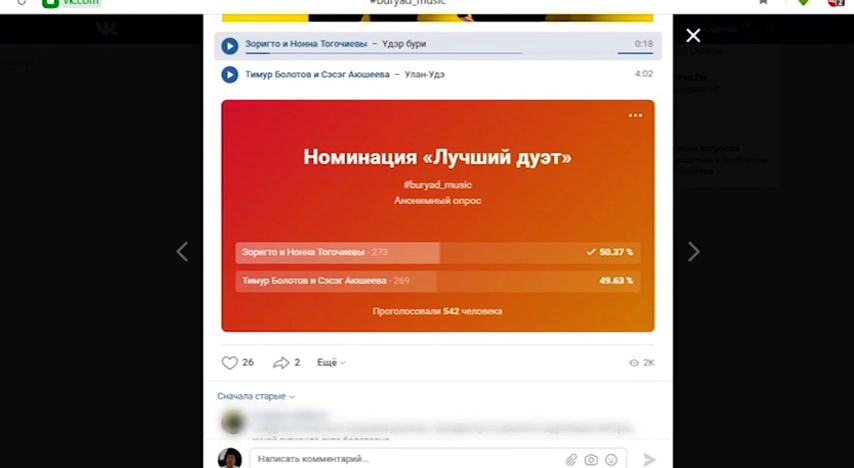 vk.com
#buryad_music
Зоригто и Нонна Тогочиевы – Үдэр бури 0:18
Тимур Болотов и Сэсэг Аюшеева – Улан-Удэ 4:02
Номинация «Лучший дуэт»
#buryad_music
Анонимный опрос
Зоригто и Нонна Тогочиевы · 273 50.37 %
Тимур Болотов и Сэсэг Аюшеева · 269 49.63 %
Проголосовали 542 человека
26 2 Ещё 2K
Сначала старые
Написать комментарий...